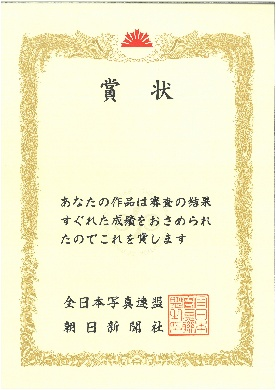 賞状
あなたの作品は審査の結果
すぐれた成績をおさめられ
たのでこれを賞します
全日本写真連盟
朝日新聞社